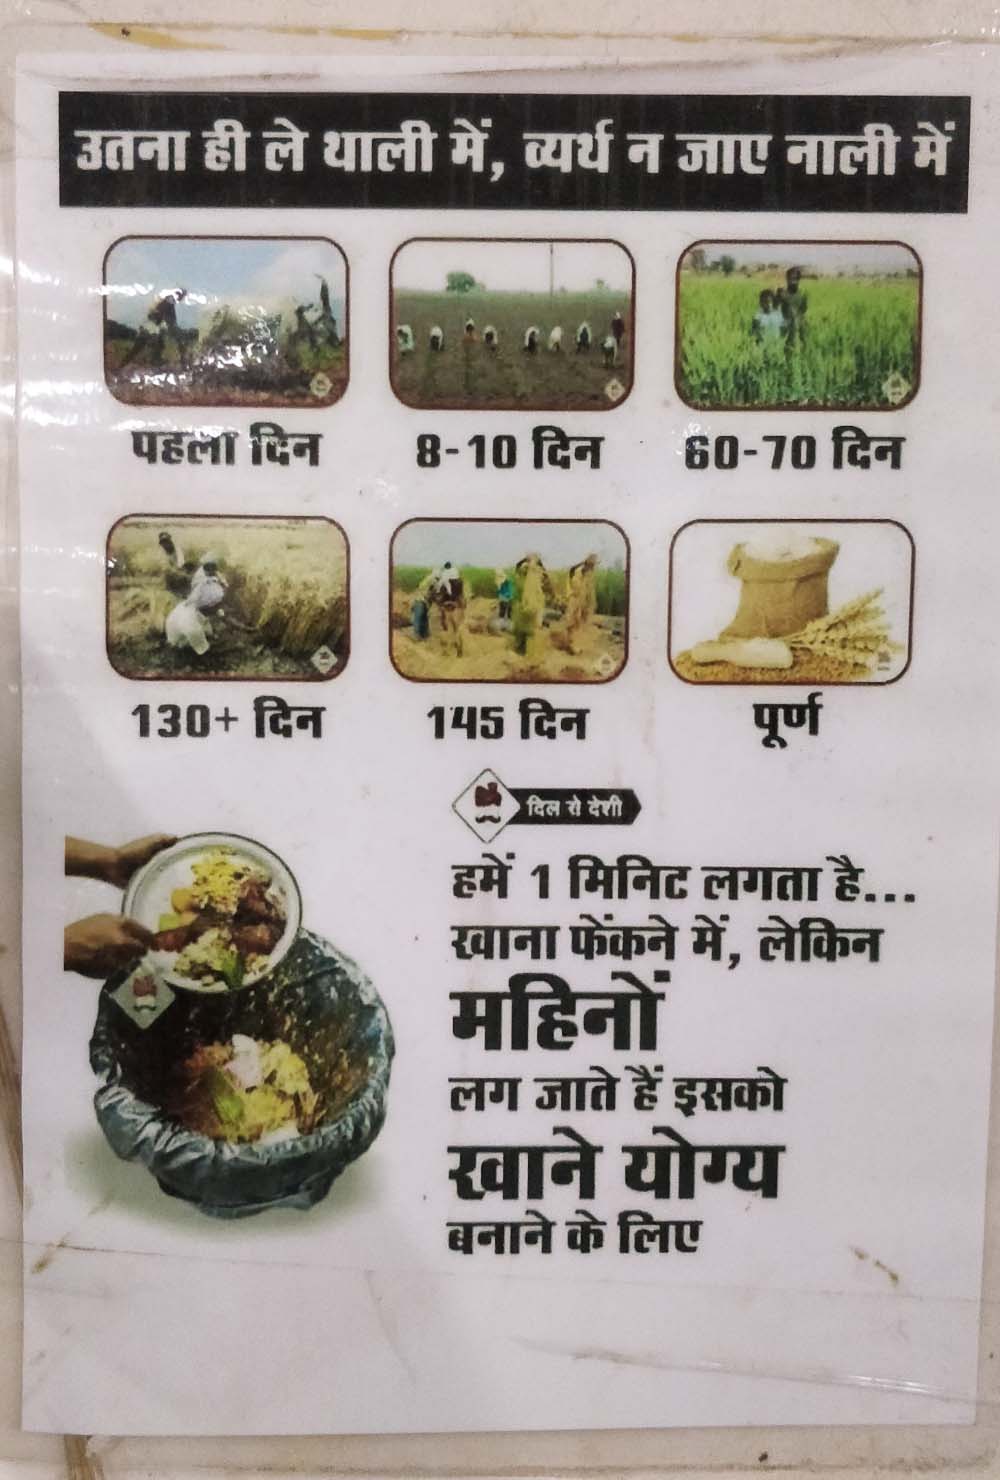 उतना ही ले थाली में, व्यर्थ न जाए नाली में
पहला दिन
8-10 दिन
60-70 दिन
130+ दिन
145 दिन
पूर्ण
दिल से देशी
हमें 1 मिनिट लगता है...
खाना फेंकने में, लेकिन
महिनों
लग जाते हैं इसको
खाने योग्य
बनाने के लिए